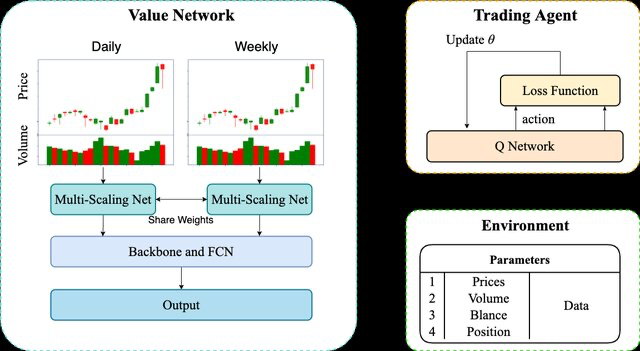 Value Network
Daily
Weekly
Price
Volume
Multi-Scaling Net
Multi-Scaling Net
Share Weights
Backbone and FCN
Output
Trading Agent
Update θ
Loss Function
action
Q Network
Environment
Parameters
1 Prices
2 Volume
3 Blance
4 Position
Data